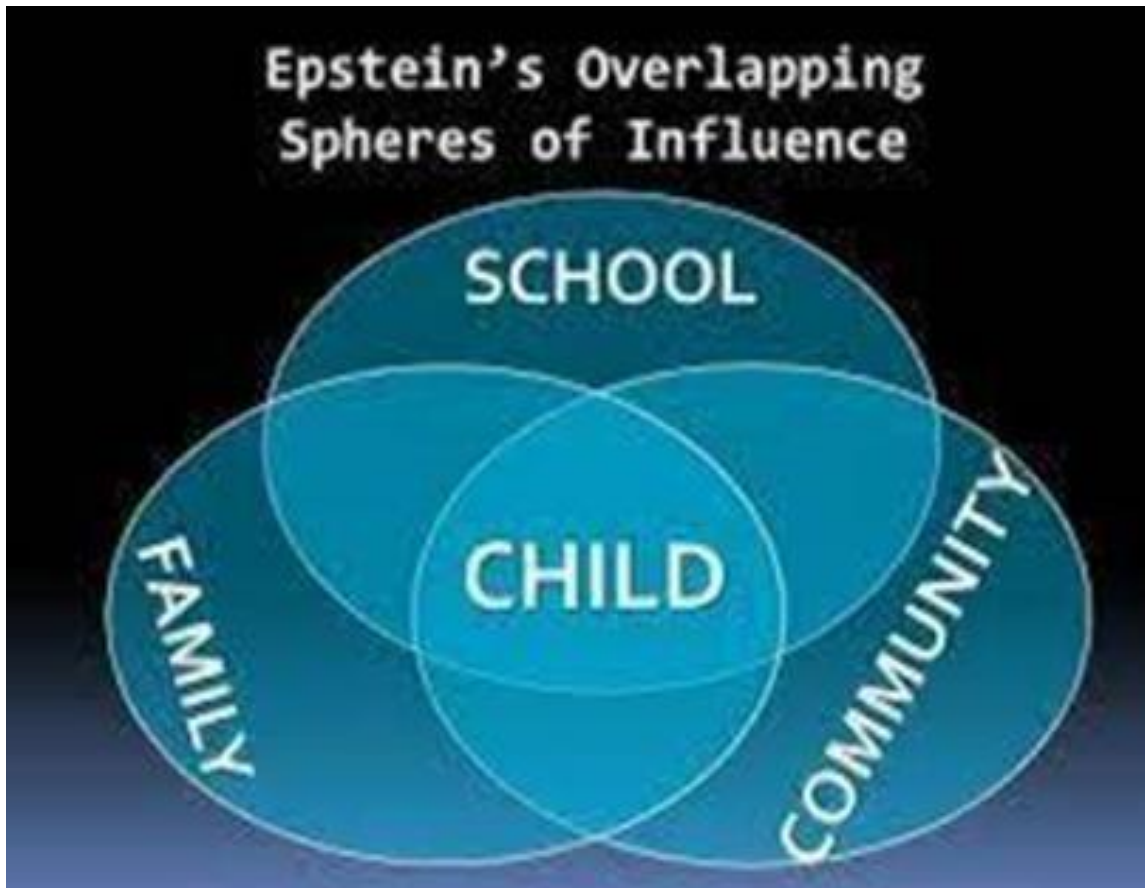 Epstein’s Overlapping
Spheres of Influence
SCHOOL
FAMILY
CHILD
COMMUNITY